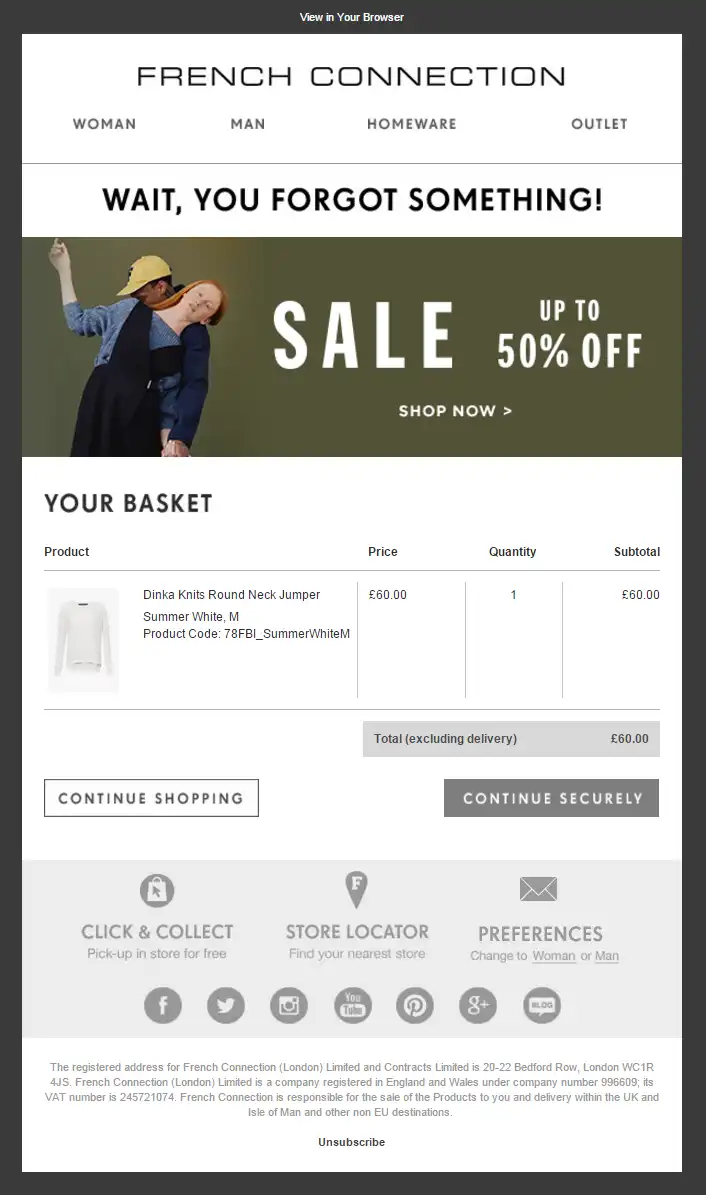 View in Your Browser
FRENCH CONNECTION
WOMAN MAN HOMEWARE OUTLET
WAIT, YOU FORGOT SOMETHING!
SALE UP TO 50% OFF
SHOP NOW >
YOUR BASKET
Product Price Quantity Subtotal
Dinka Knits Round Neck Jumper £60.00 1 £60.00
Summer White, M
Product Code: 78FBI_SummerWhiteM
Total (excluding delivery) £60.00
CONTINUE SHOPPING CONTINUE SECURELY
F
CLICK & COLLECT STORE LOCATOR PREFERENCES
Pick-up in store for free Find your nearest store Change to Woman or Man
f You Tube g+ BLOG
The registered address for French Connection (London) Limited and Contracts Limited is 20-22 Bedford Row, London WC1R
4JS. French Connection (London) Limited is a company registered in England and Wales under company number 996609; its
VAT number is 245721074. French Connection is responsible for the sale of the Products to you and delivery within the UK and
Isle of Man and other non EU destinations.
Unsubscribe